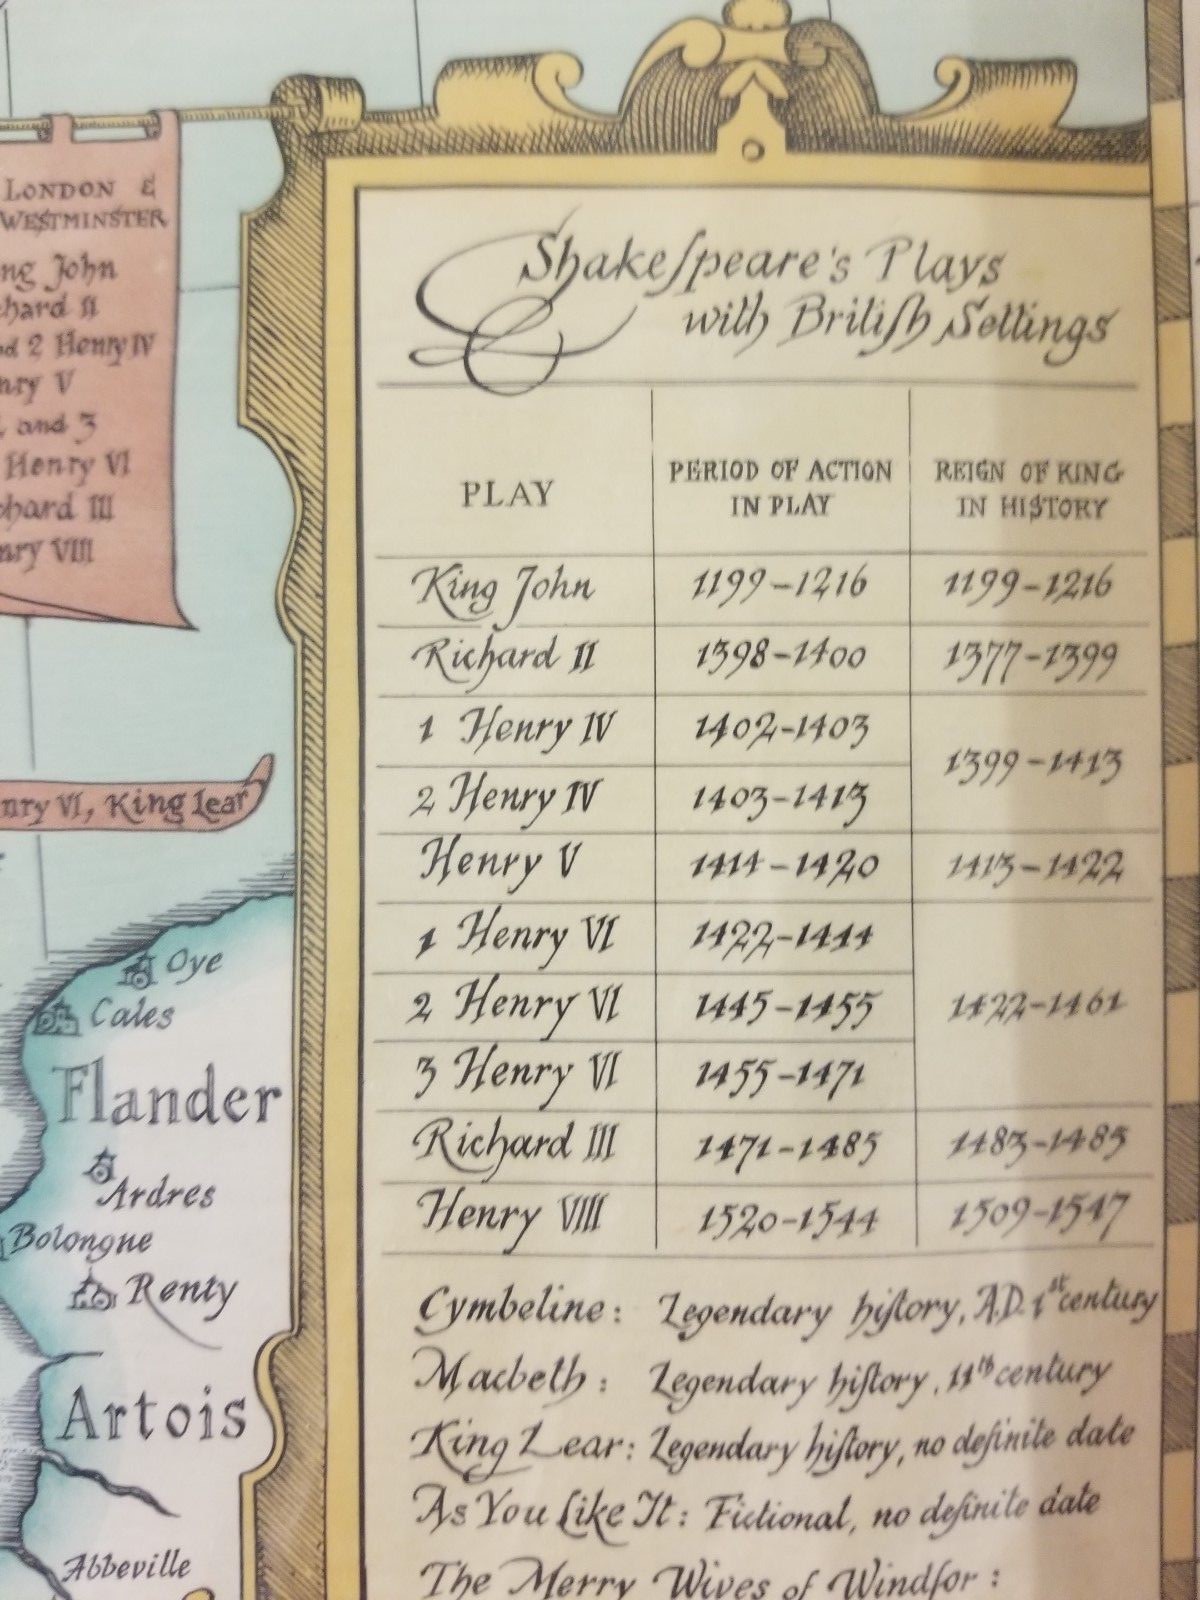 LONDON &
WESTMINSTER
ng John
chard II
nd 2 Henry IV
nry V
and 3
Henry VI
chard III
nry VIII
nry VI, King Lear
Oye
Cales
Flander
Ardres
Bolongne
Renty
Artois
Abbeville
Shakeſpeare's Plays
with Britiſh Settings
PLAY PERIOD OF ACTION IN PLAY REIGN OF KING IN HISTORY
King John 1199-1216 1199-1216
Richard II 1398-1400 1377-1399
1 Henry IV 1402-1403 1399-1413
2 Henry IV 1403-1413
Henry V 1414-1420 1413-1422
1 Henry VI 1422-1444
2 Henry VI 1445-1455 1422-1461
3 Henry VI 1455-1471
Richard III 1471-1485 1483-1485
Henry VIII 1520-1544 1509-1547
Cymbeline: Legendary hiſtory, A.D. 1st century
Macbeth: Legendary hiſtory, 11th century
King Lear: Legendary hiſtory, no definite date
As You Like It: Fictional, no definite date
The Merry Wives of Windſor: